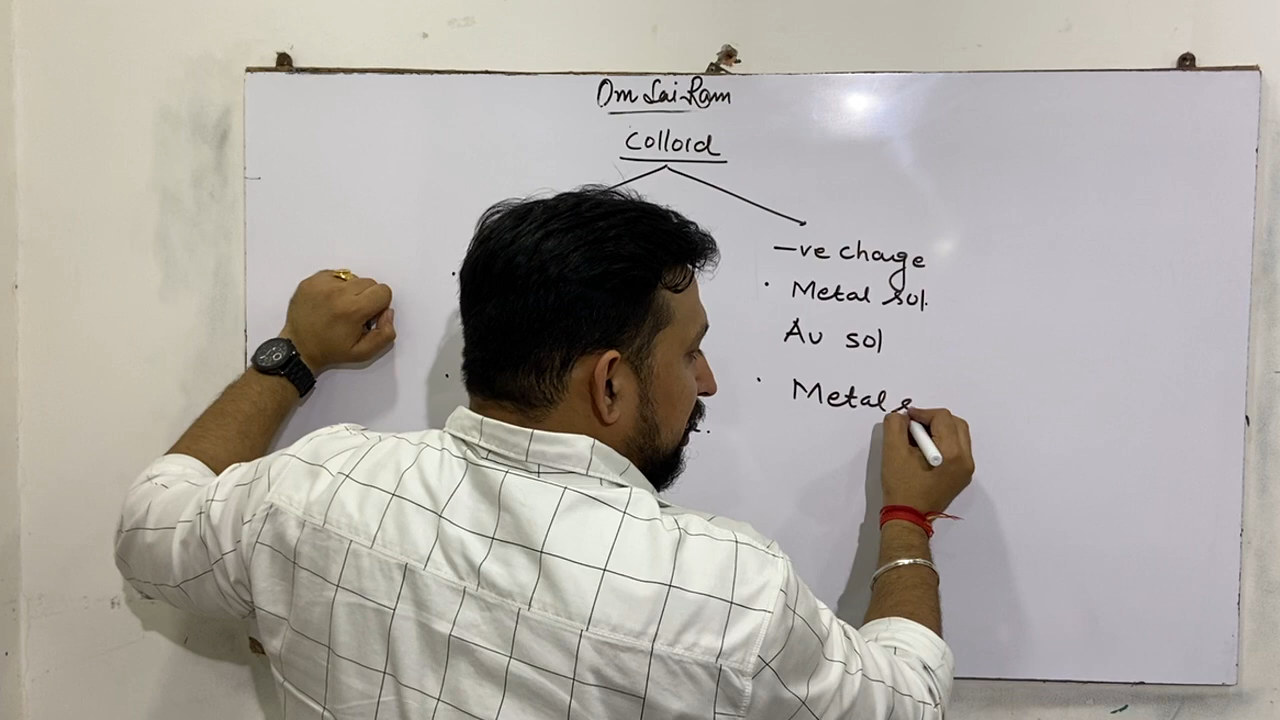 Om Sai Ram
Colloid
-ve charge
· Metal sol.
Au sol
· Metal s